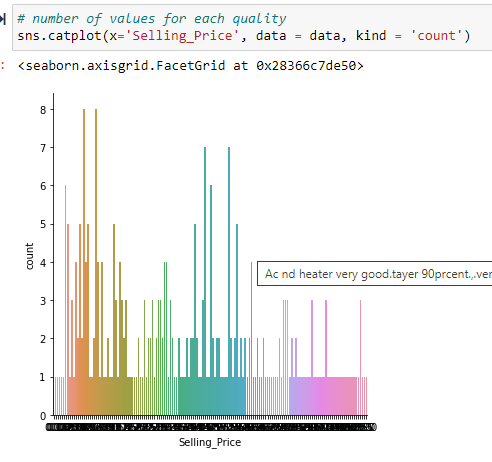 # number of values for each quality
sns.catplot(x='Selling_Price', data = data, kind = 'count')
<seaborn.axisgrid.FacetGrid at 0x28366c7de50>
8
7
6
5
4
3
2
1
0
count
Ac nd heater very good.tayer 90prcent.,.ver
Selling_Price